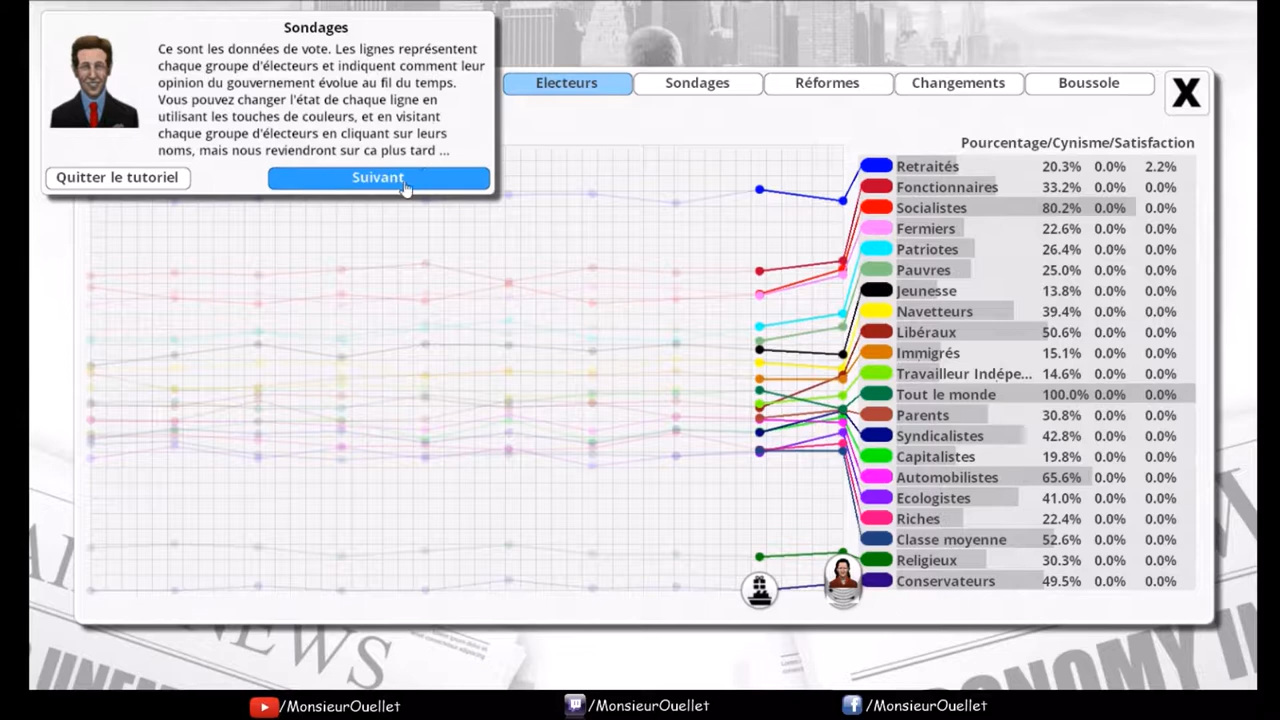 Sondages
Ce sont les données de vote. Les lignes représentent
chaque groupe d'électeurs et indiquent comment leur
opinion du gouvernement évolue au fil du temps.
Vous pouvez changer l'état de chaque ligne en
utilisant les touches de couleurs, et en visitant
chaque groupe d'électeurs en cliquant sur leurs
noms, mais nous reviendront sur ca plus tard ...
Quitter le tutoriel
Suivant
Electeurs
Sondages
Réformes
Changements
Boussole
X
Pourcentage/Cynisme/Satisfaction
Retraités 20.3% 0.0% 2.2%
Fonctionnaires 33.2% 0.0% 0.0%
Socialistes 80.2% 0.0% 0.0%
Fermiers 22.6% 0.0% 0.0%
Patriotes 26.4% 0.0% 0.0%
Pauvres 25.0% 0.0% 0.0%
Jeunesse 13.8% 0.0% 0.0%
Navetteurs 39.4% 0.0% 0.0%
Libéraux 50.6% 0.0% 0.0%
Immigrés 15.1% 0.0% 0.0%
Travailleur Indépe... 14.6% 0.0% 0.0%
Tout le monde 100.0% 0.0% 0.0%
Parents 30.8% 0.0% 0.0%
Syndicalistes 42.8% 0.0% 0.0%
Capitalistes 19.8% 0.0% 0.0%
Automobilistes 65.6% 0.0% 0.0%
Ecologistes 41.0% 0.0% 0.0%
Riches 22.4% 0.0% 0.0%
Classe moyenne 52.6% 0.0% 0.0%
Religieux 30.3% 0.0% 0.0%
Conservateurs 49.5% 0.0% 0.0%
NEWS
ONOMY IN
/MonsieurOuellet
/MonsieurOuellet
/MonsieurOuellet